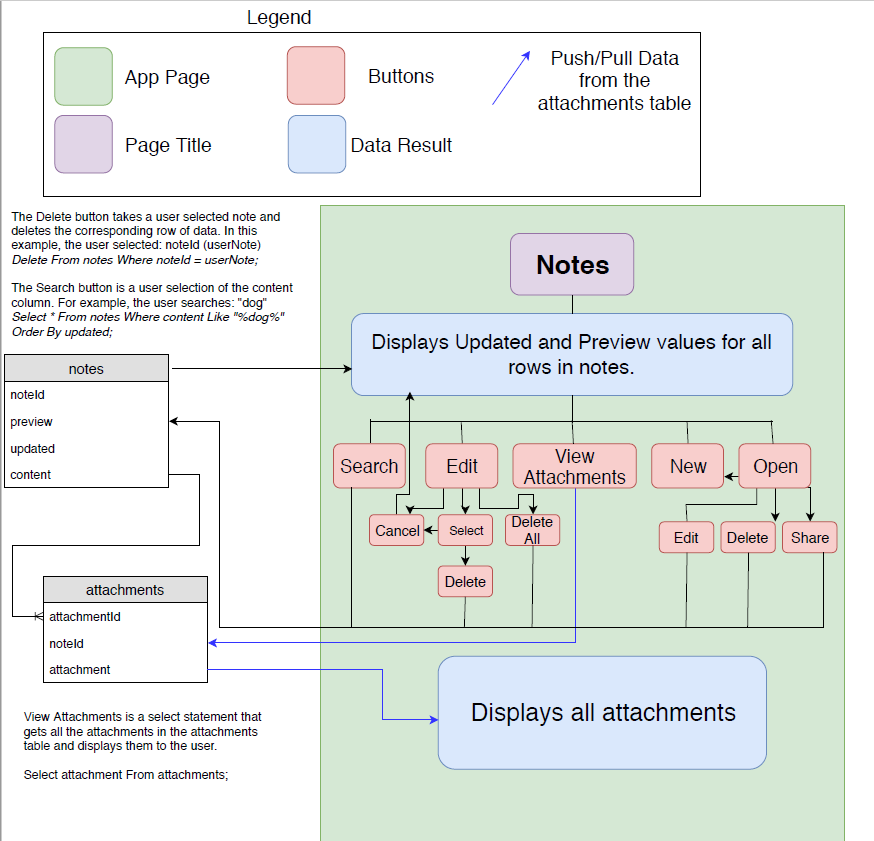 Legend
App Page
Buttons
Push/Pull Data
from the
attachments table
Page Title
Data Result
The Delete button takes a user selected note and
deletes the corresponding row of data. In this
example, the user selected: noteId (userNote)
Delete From notes Where noteId = userNote;
The Search button is a user selection of the content
column. For example, the user searches: "dog"
Select * From notes Where content Like "%dog%"
Order By updated;
Notes
Displays Updated and Preview values for all
rows in notes.
notes
noteId
preview
updated
content
Search
Edit
View
Attachments
New
Open
Cancel
Select
Delete
All
Edit
Delete
Share
Delete
attachments
attachmentId
noteId
attachment
Displays all attachments
View Attachments is a select statement that
gets all the attachments in the attachments
table and displays them to the user.
Select attachment From attachments;